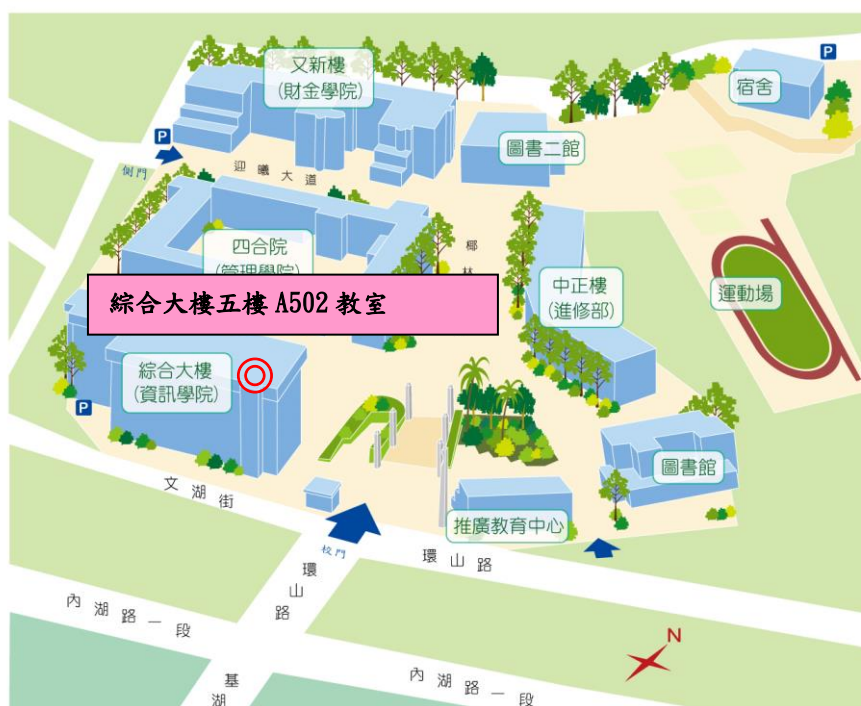 又新樓
(財金學院)
P
宿舍
圖書二館
P
側門
迎曦大道
四合院
(管理學院)
椰林
中正樓
(進修部)
運動場
綜合大樓五樓 A502 教室
綜合大樓
(資訊學院)
P
圖書館
文湖街
推廣教育中心
校門
環山路
環山路
內湖路一段
N
內湖路一段
基湖